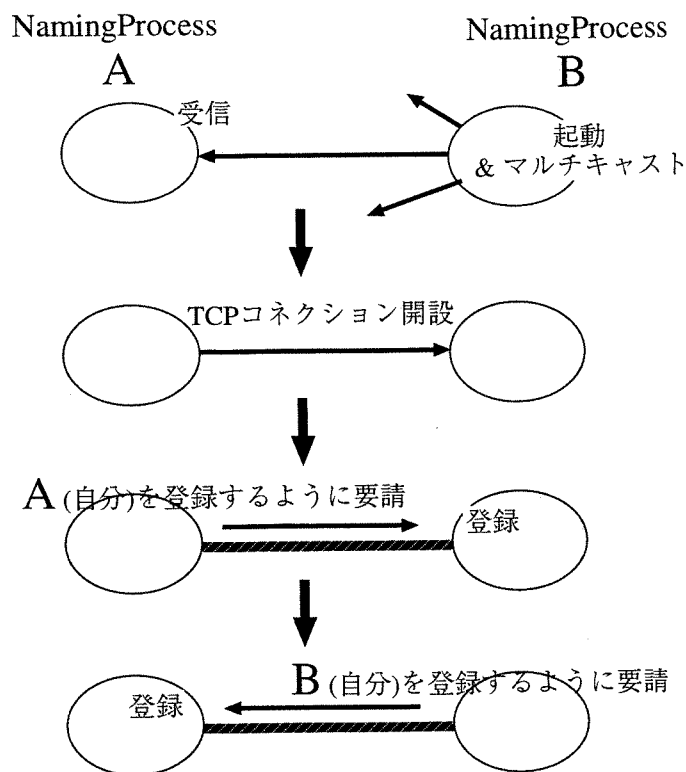 NamingProcess
A
NamingProcess
B
受信
起動
& マルチキャスト
TCPコネクション開設
A (自分)を登録するように要請
登録
B (自分)を登録するように要請
登録